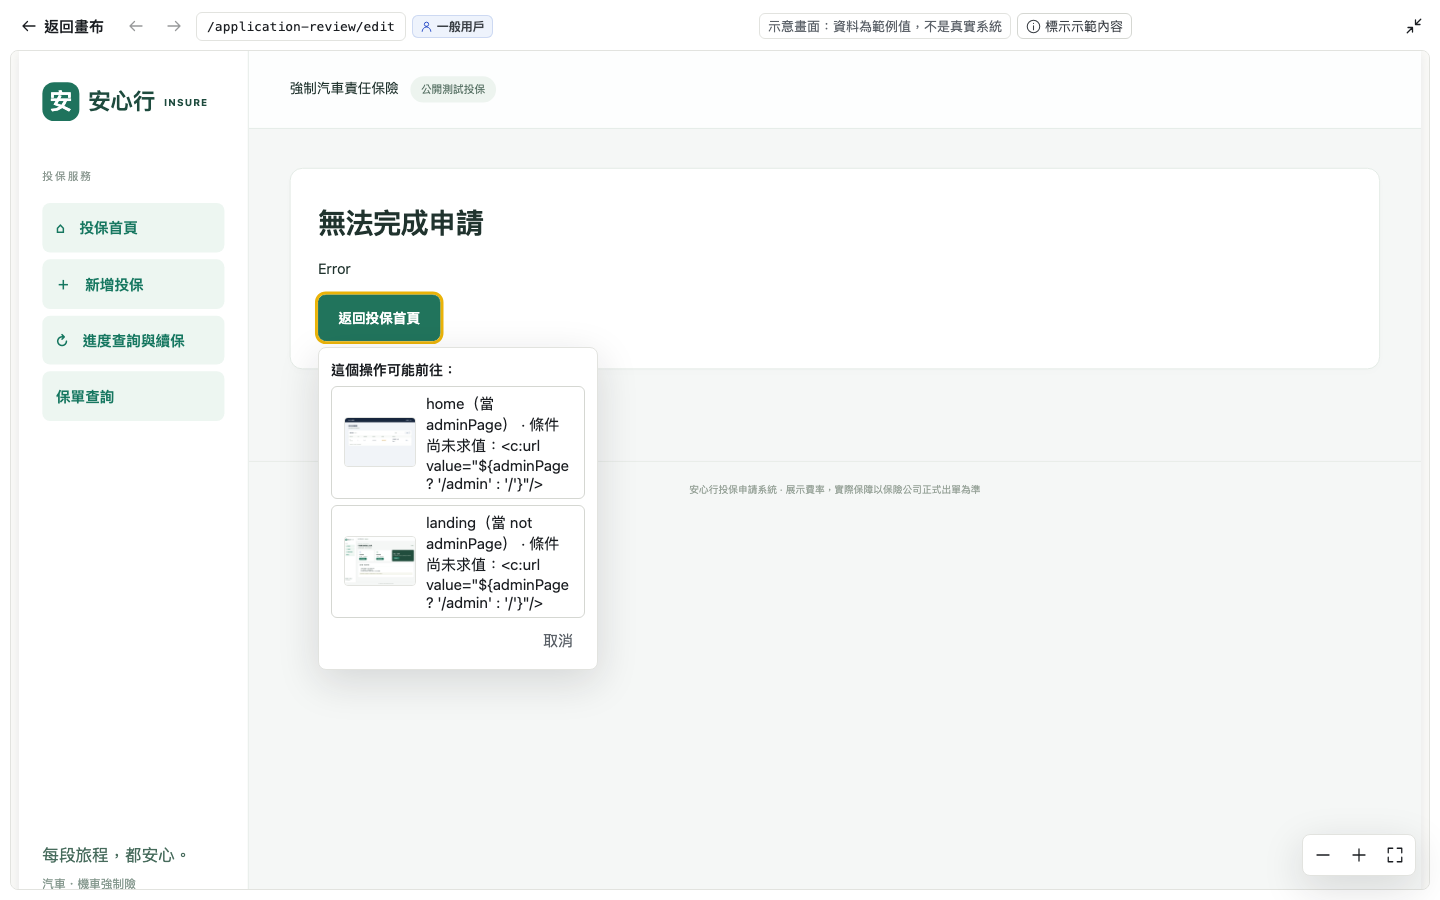 返回畫布
/application-review/edit
一般用戶
示意畫面：資料為範例值，不是真實系統
標示示範內容
安 安心行 INSURE
強制汽車責任保險
公開測試投保
投保服務
投保首頁
新增投保
進度查詢與續保
保單查詢
無法完成申請
Error
返回投保首頁
這個操作可能前往：
home（當
adminPage） · 條件
尚未求值：<c:url
value="${adminPage
? '/admin' : '/'}"/>
landing（當 not
adminPage） · 條件
尚未求值：<c:url
value="${adminPage
? '/admin' : '/'}"/>
取消
安心行投保申請系統 · 展示費率，實際保障以保險公司正式出單為準
每段旅程，都安心。
汽車 · 機車強制險